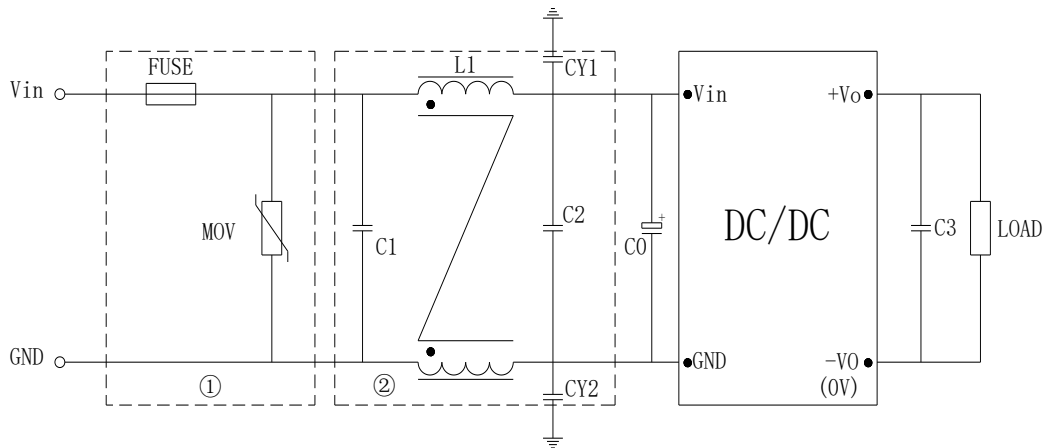 FUSE
L1
CY1
Vin
Vin
+Vo
MOV
C1
C2
+
C0
DC/DC
C3
LOAD
GND
GND
-VO
(0V)
①
②
CY2